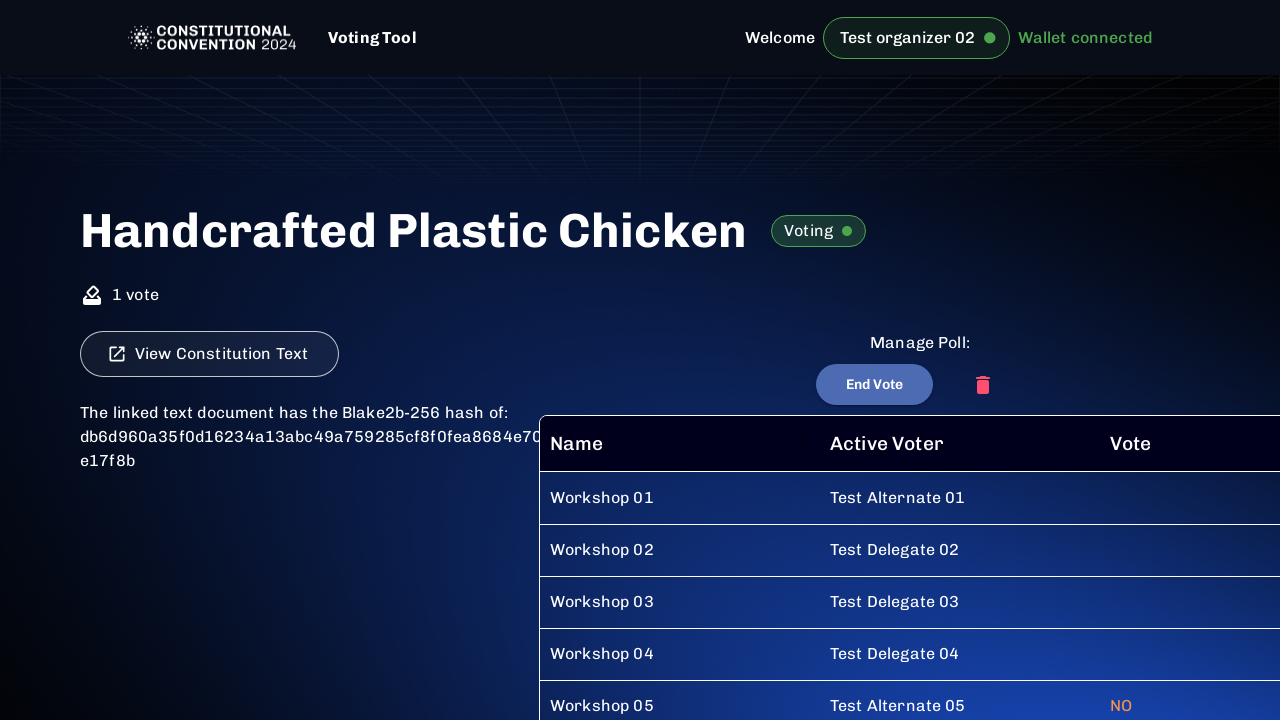 CONSTITUTIONAL
CONVENTION 2024
Voting Tool
Welcome
Test organizer 02
Wallet connected
Handcrafted Plastic Chicken
Voting
1 vote
View Constitution Text
Manage Poll:
End Vote
The linked text document has the Blake2b-256 hash of:
db6d960a35f0d16234a13abc49a759285cf8f0fea8684e70
e17f8b
Name Active Voter Vote
Workshop 01 Test Alternate 01
Workshop 02 Test Delegate 02
Workshop 03 Test Delegate 03
Workshop 04 Test Delegate 04
Workshop 05 Test Alternate 05 NO